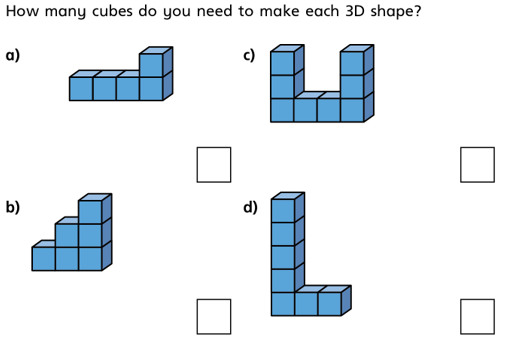 How many cubes do you need to make each 3D shape?
a)
c)
b)
d)